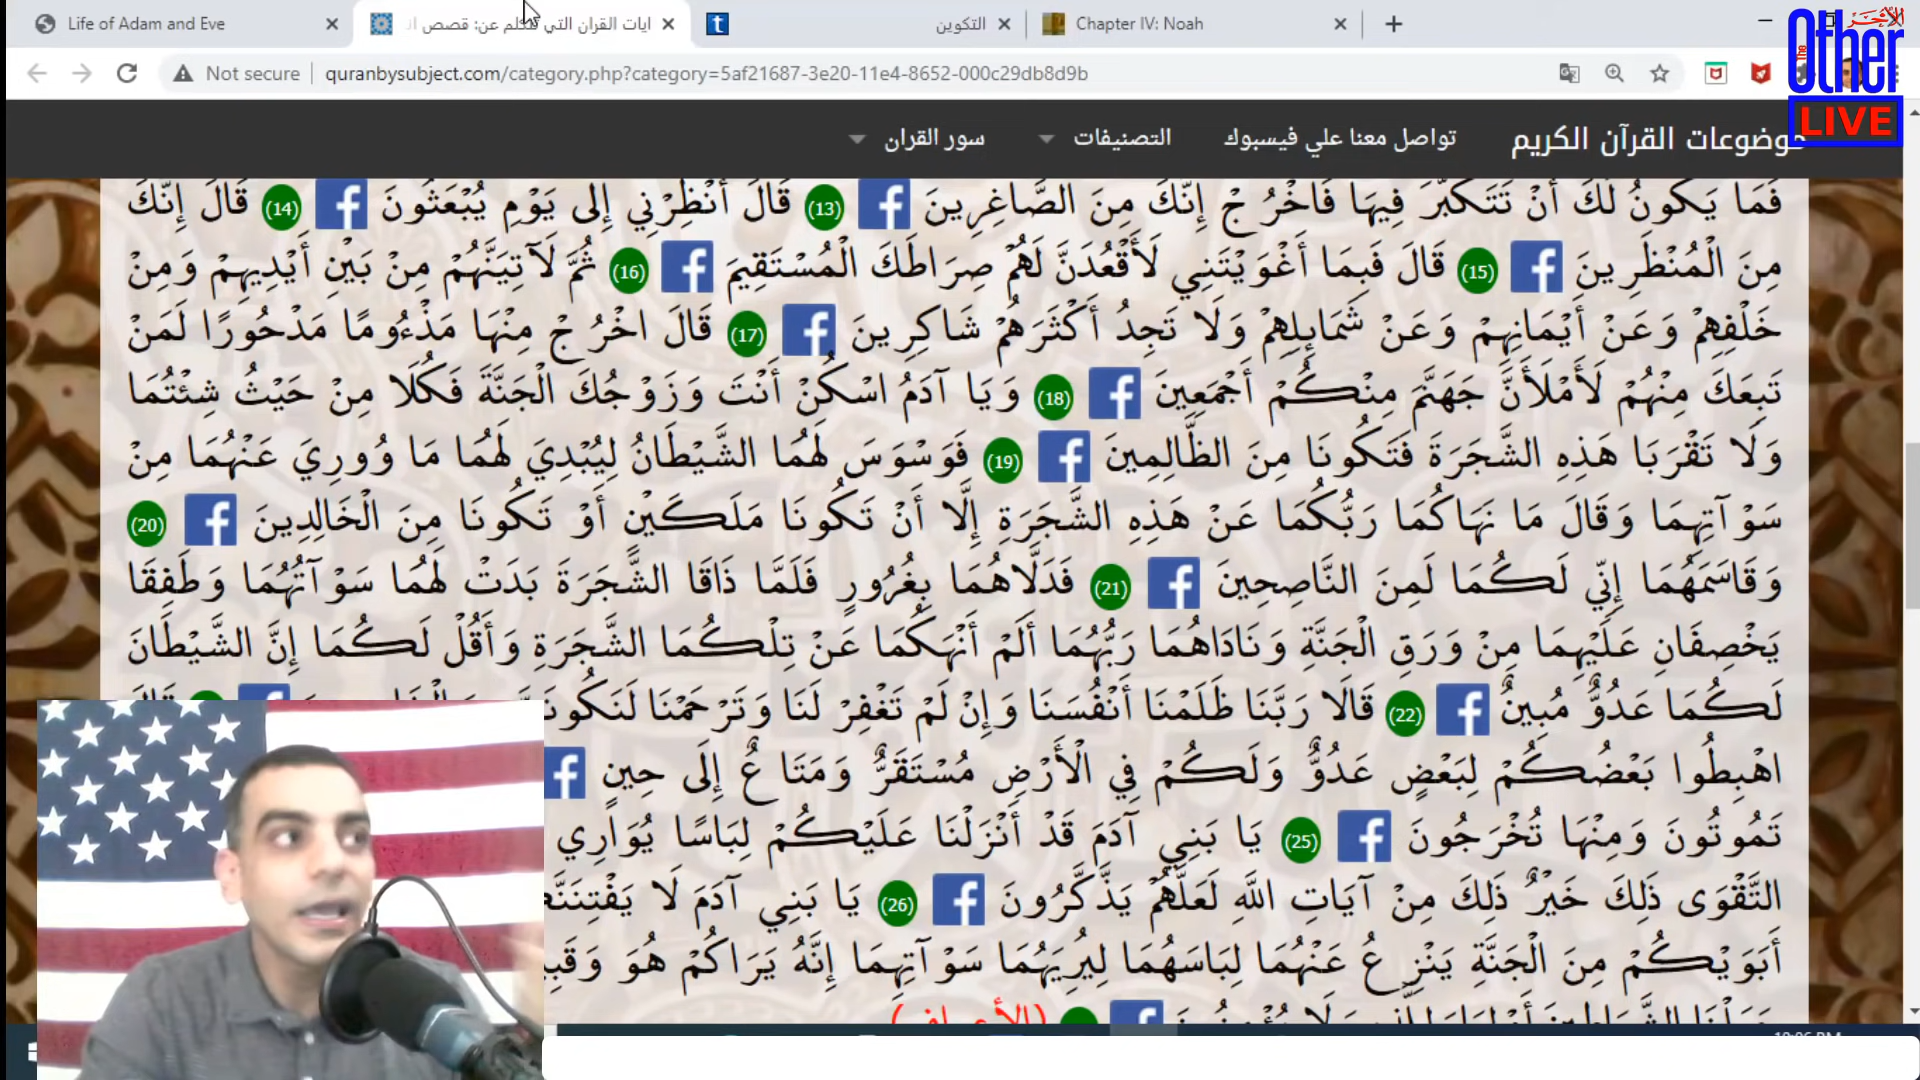 Life of Adam and Eve
ايات القران التي تتكلم عن: قصص
التكوين
Chapter IV: Noah
الآخر
the Other
LIVE
Not secure
quranbysubject.com/category.php?category=5af21687-3e20-11e4-8652-000c29db8d9b
موضوعات القرآن الكريم تواصل معنا علي فيسبوك التصنيفات سور القران
فَمَا يَكُونُ لَكَ أَنْ تَتَكَبَّرَ فِيهَا فَاخْرُجْ إِنَّكَ مِنَ الصَّاغِرِينَ (13) قَالَ أَنْظِرْنِي إِلَى يَوْمِ يُبْعَثُونَ (14) قَالَ إِنَّكَ
مِنَ الْمُنْظَرِينَ (15) قَالَ فَبِمَا أَغْوَيْتَنِي لَأَقْعُدَنَّ لَهُمْ صِرَاطَكَ الْمُسْتَقِيمَ (16) ثُمَّ لَآتِيَنَّهُمْ مِنْ بَيْنِ أَيْدِيهِمْ وَمِنْ
خَلْفِهِمْ وَعَنْ أَيْمَانِهِمْ وَعَنْ شَمَائِلِهِمْ وَلَا تَجِدُ أَكْثَرَهُمْ شَاكِرِينَ (17) قَالَ اخْرُجْ مِنْهَا مَذْءُومًا مَدْحُورًا لَمَنْ
تَبِعَكَ مِنْهُمْ لَأَمْلَأَنَّ جَهَنَّمَ مِنْكُمْ أَجْمَعِينَ (18) وَيَا آدَمُ اسْكُنْ أَنْتَ وَزَوْجُكَ الْجَنَّةَ فَكُلَا مِنْ حَيْثُ شِئْتُمَا
وَلَا تَقْرَبَا هَذِهِ الشَّجَرَةَ فَتَكُونَا مِنَ الظَّالِمِينَ (19) فَوَسْوَسَ لَهُمَا الشَّيْطَانُ لِيُبْدِيَ لَهُمَا مَا وُورِيَ عَنْهُمَا مِنْ
سَوْآتِهِمَا وَقَالَ مَا نَهَاكُمَا رَبُّكُمَا عَنْ هَذِهِ الشَّجَرَةِ إِلَّا أَنْ تَكُونَا مَلَكَيْنِ أَوْ تَكُونَا مِنَ الْخَالِدِينَ (20)
وَقَاسَمَهُمَا إِنِّي لَكُمَا لَمِنَ النَّاصِحِينَ (21) فَدَلَّاهُمَا بِغُرُورٍ فَلَمَّا ذَاقَا الشَّجَرَةَ بَدَتْ لَهُمَا سَوْآتُهُمَا وَطَفِقَا
يَخْصِفَانِ عَلَيْهِمَا مِنْ وَرَقِ الْجَنَّةِ وَنَادَاهُمَا رَبُّهُمَا أَلَمْ أَنْهَكُمَا عَنْ تِلْكُمَا الشَّجَرَةِ وَأَقُلْ لَكُمَا إِنَّ الشَّيْطَانَ
لَكُمَا عَدُوٌّ مُبِينٌ (22) قَالَا رَبَّنَا ظَلَمْنَا أَنْفُسَنَا وَإِنْ لَمْ تَغْفِرْ لَنَا وَتَرْحَمْنَا
اهْبِطُوا بَعْضُكُمْ لِبَعْضٍ عَدُوٌّ وَلَكُمْ فِي الْأَرْضِ مُسْتَقَرٌّ وَمَتَاعٌ إِلَى حِينٍ
تَمُوتُونَ وَمِنْهَا تُخْرَجُونَ (25) يَا بَنِي آدَمَ قَدْ أَنْزَلْنَا عَلَيْكُمْ لِبَاسًا يُوَارِي
التَّقْوَى ذَلِكَ خَيْرٌ ذَلِكَ مِنْ آيَاتِ اللَّهِ لَعَلَّهُمْ يَذَّكَّرُونَ (26) يَا بَنِي آدَمَ لَا
أَبَوَيْكُمْ مِنَ الْجَنَّةِ يَنْزِعُ عَنْهُمَا لِبَاسَهُمَا لِيُرِيَهُمَا سَوْآتِهِمَا إِنَّهُ يَرَاكُمْ هُوَ